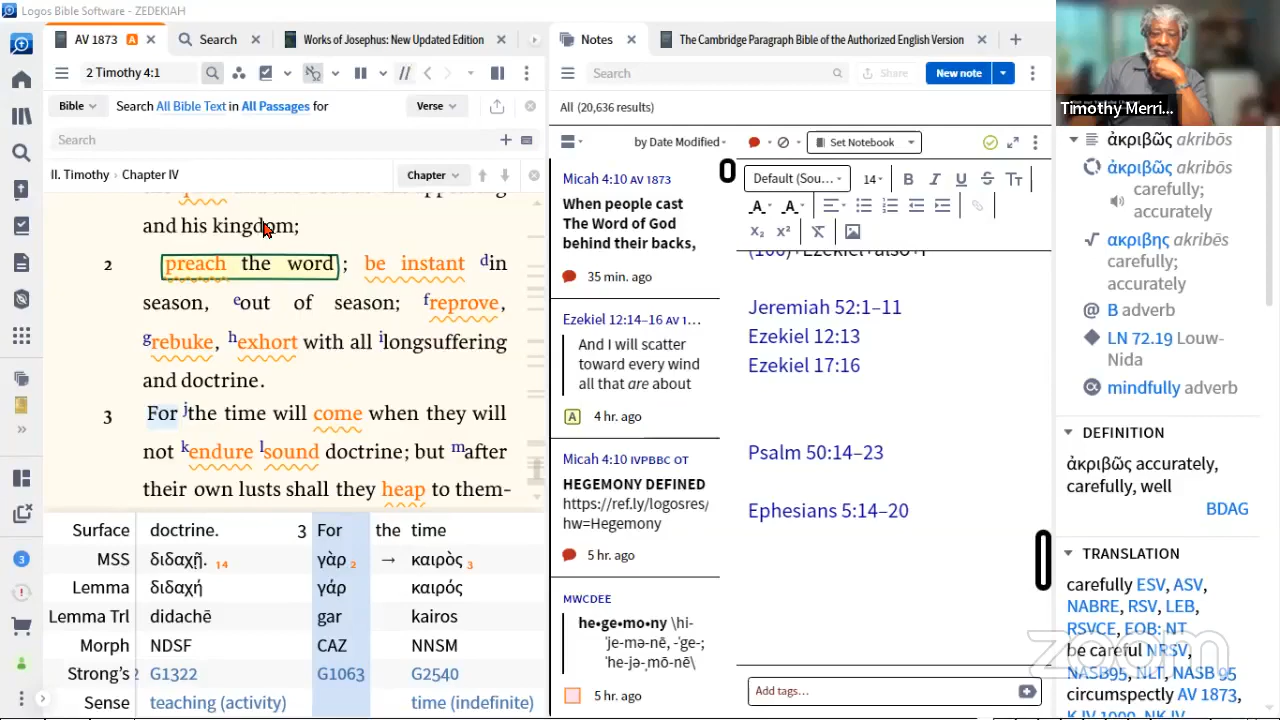 Logos Bible Software - ZEDEKIAH
AV 1873 A
Search
Works of Josephus: New Updated Edition
Notes
The Cambridge Paragraph Bible of the Authorized English Version
2 Timothy 4:1
Search
Share
New note
Bible
Search All Bible Text in All Passages for
Verse
All (20,636 results)
Search
by Date Modified
Set Notebook
II. Timothy › Chapter IV
Chapter
and his kingdom;
2 preach the word; be instant din
season, eout of season; freprove,
grebuke, hexhort with all ilongsuffering
and doctrine.
3 For jthe time will come when they will
not kendure lsound doctrine; but mafter
their own lusts shall they heap to them-
Surface doctrine. 3 For the time
MSS διδαχῇ. 14 γὰρ 2 → καιρὸς 3
Lemma διδαχή γάρ καιρός
Lemma Trl didachē gar kairos
Morph NDSF CAZ NNSM
Strong's G1322 G1063 G2540
Sense teaching (activity) time (indefinite)
3
Micah 4:10 AV 1873
When people cast
The Word of God
behind their backs,
35 min. ago
Ezekiel 12:14–16 AV 1…
And I will scatter
toward every wind
all that are about
A 4 hr. ago
Micah 4:10 IVPBBC OT
HEGEMONY DEFINED
https://ref.ly/logosres/
hw=Hegemony
5 hr. ago
MWCDEE
he•ge•mo•ny \hi-
ˈje-mə-nē, -ˈge-;
ˈhe-jə-ˌmō-nē\
5 hr. ago
Default (Sou…
14
B I U S TT
A A
X₂ X²
Jeremiah 52:1–11
Ezekiel 12:13
Ezekiel 17:16
Psalm 50:14–23
Ephesians 5:14–20
Add tags...
Timothy Merri...
ἀκριβῶς akribōs
ἀκριβῶς akribōs
carefully;
accurately
ακριβης akribēs
carefully;
accurately
B adverb
LN 72.19 Louw-
Nida
mindfully adverb
DEFINITION
ἀκριβῶς accurately,
carefully, well
BDAG
TRANSLATION
carefully ESV, ASV,
NABRE, RSV, LEB,
RSVCE, EOB: NT
be careful NRSV,
NASB95, NLT, NASB 95
circumspectly AV 1873,
KJV 1900, NKJV
zoom